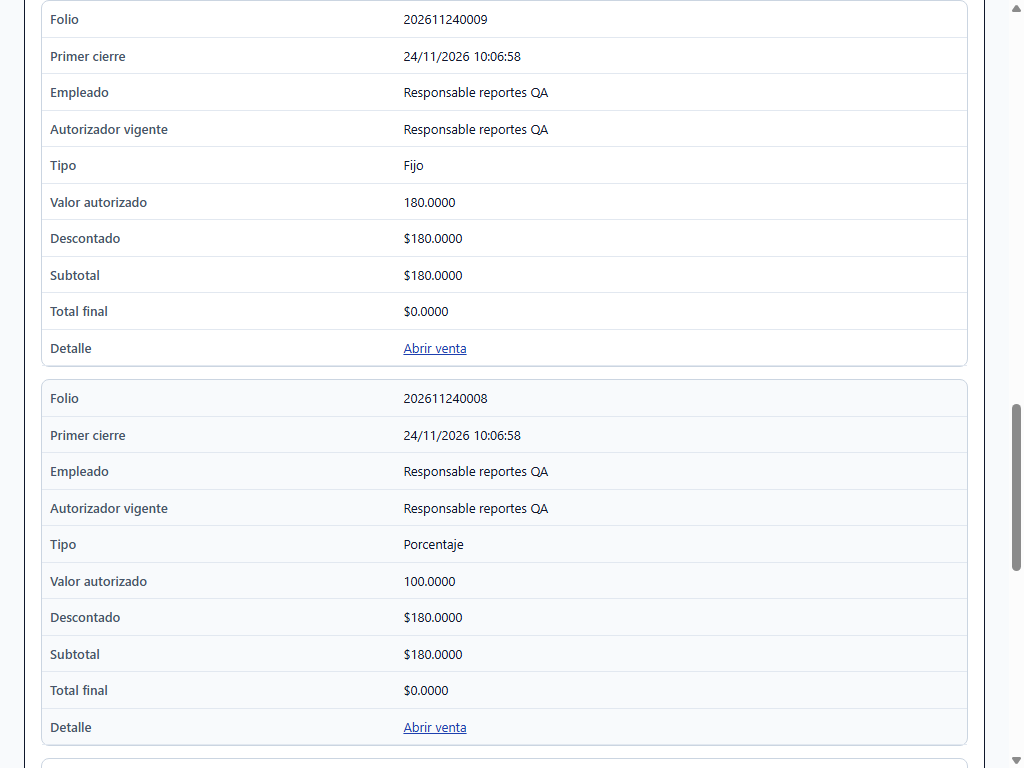 Folio 202611240009
Primer cierre 24/11/2026 10:06:58
Empleado Responsable reportes QA
Autorizador vigente Responsable reportes QA
Tipo Fijo
Valor autorizado 180.0000
Descontado $180.0000
Subtotal $180.0000
Total final $0.0000
Detalle Abrir venta
Folio 202611240008
Primer cierre 24/11/2026 10:06:58
Empleado Responsable reportes QA
Autorizador vigente Responsable reportes QA
Tipo Porcentaje
Valor autorizado 100.0000
Descontado $180.0000
Subtotal $180.0000
Total final $0.0000
Detalle Abrir venta